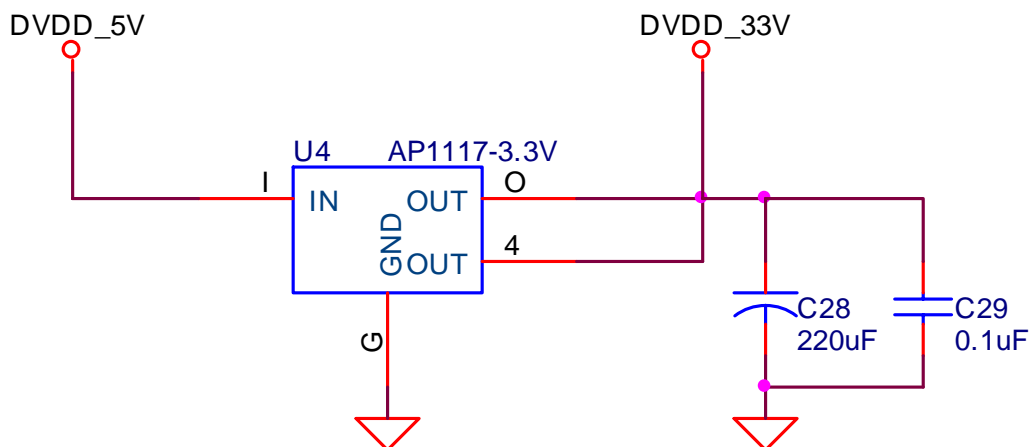 DVDD_5V
DVDD_33V
U4
AP1117-3.3V
I
IN
OUT
O
GND
OUT
4
G
C28
220uF
C29
0.1uF